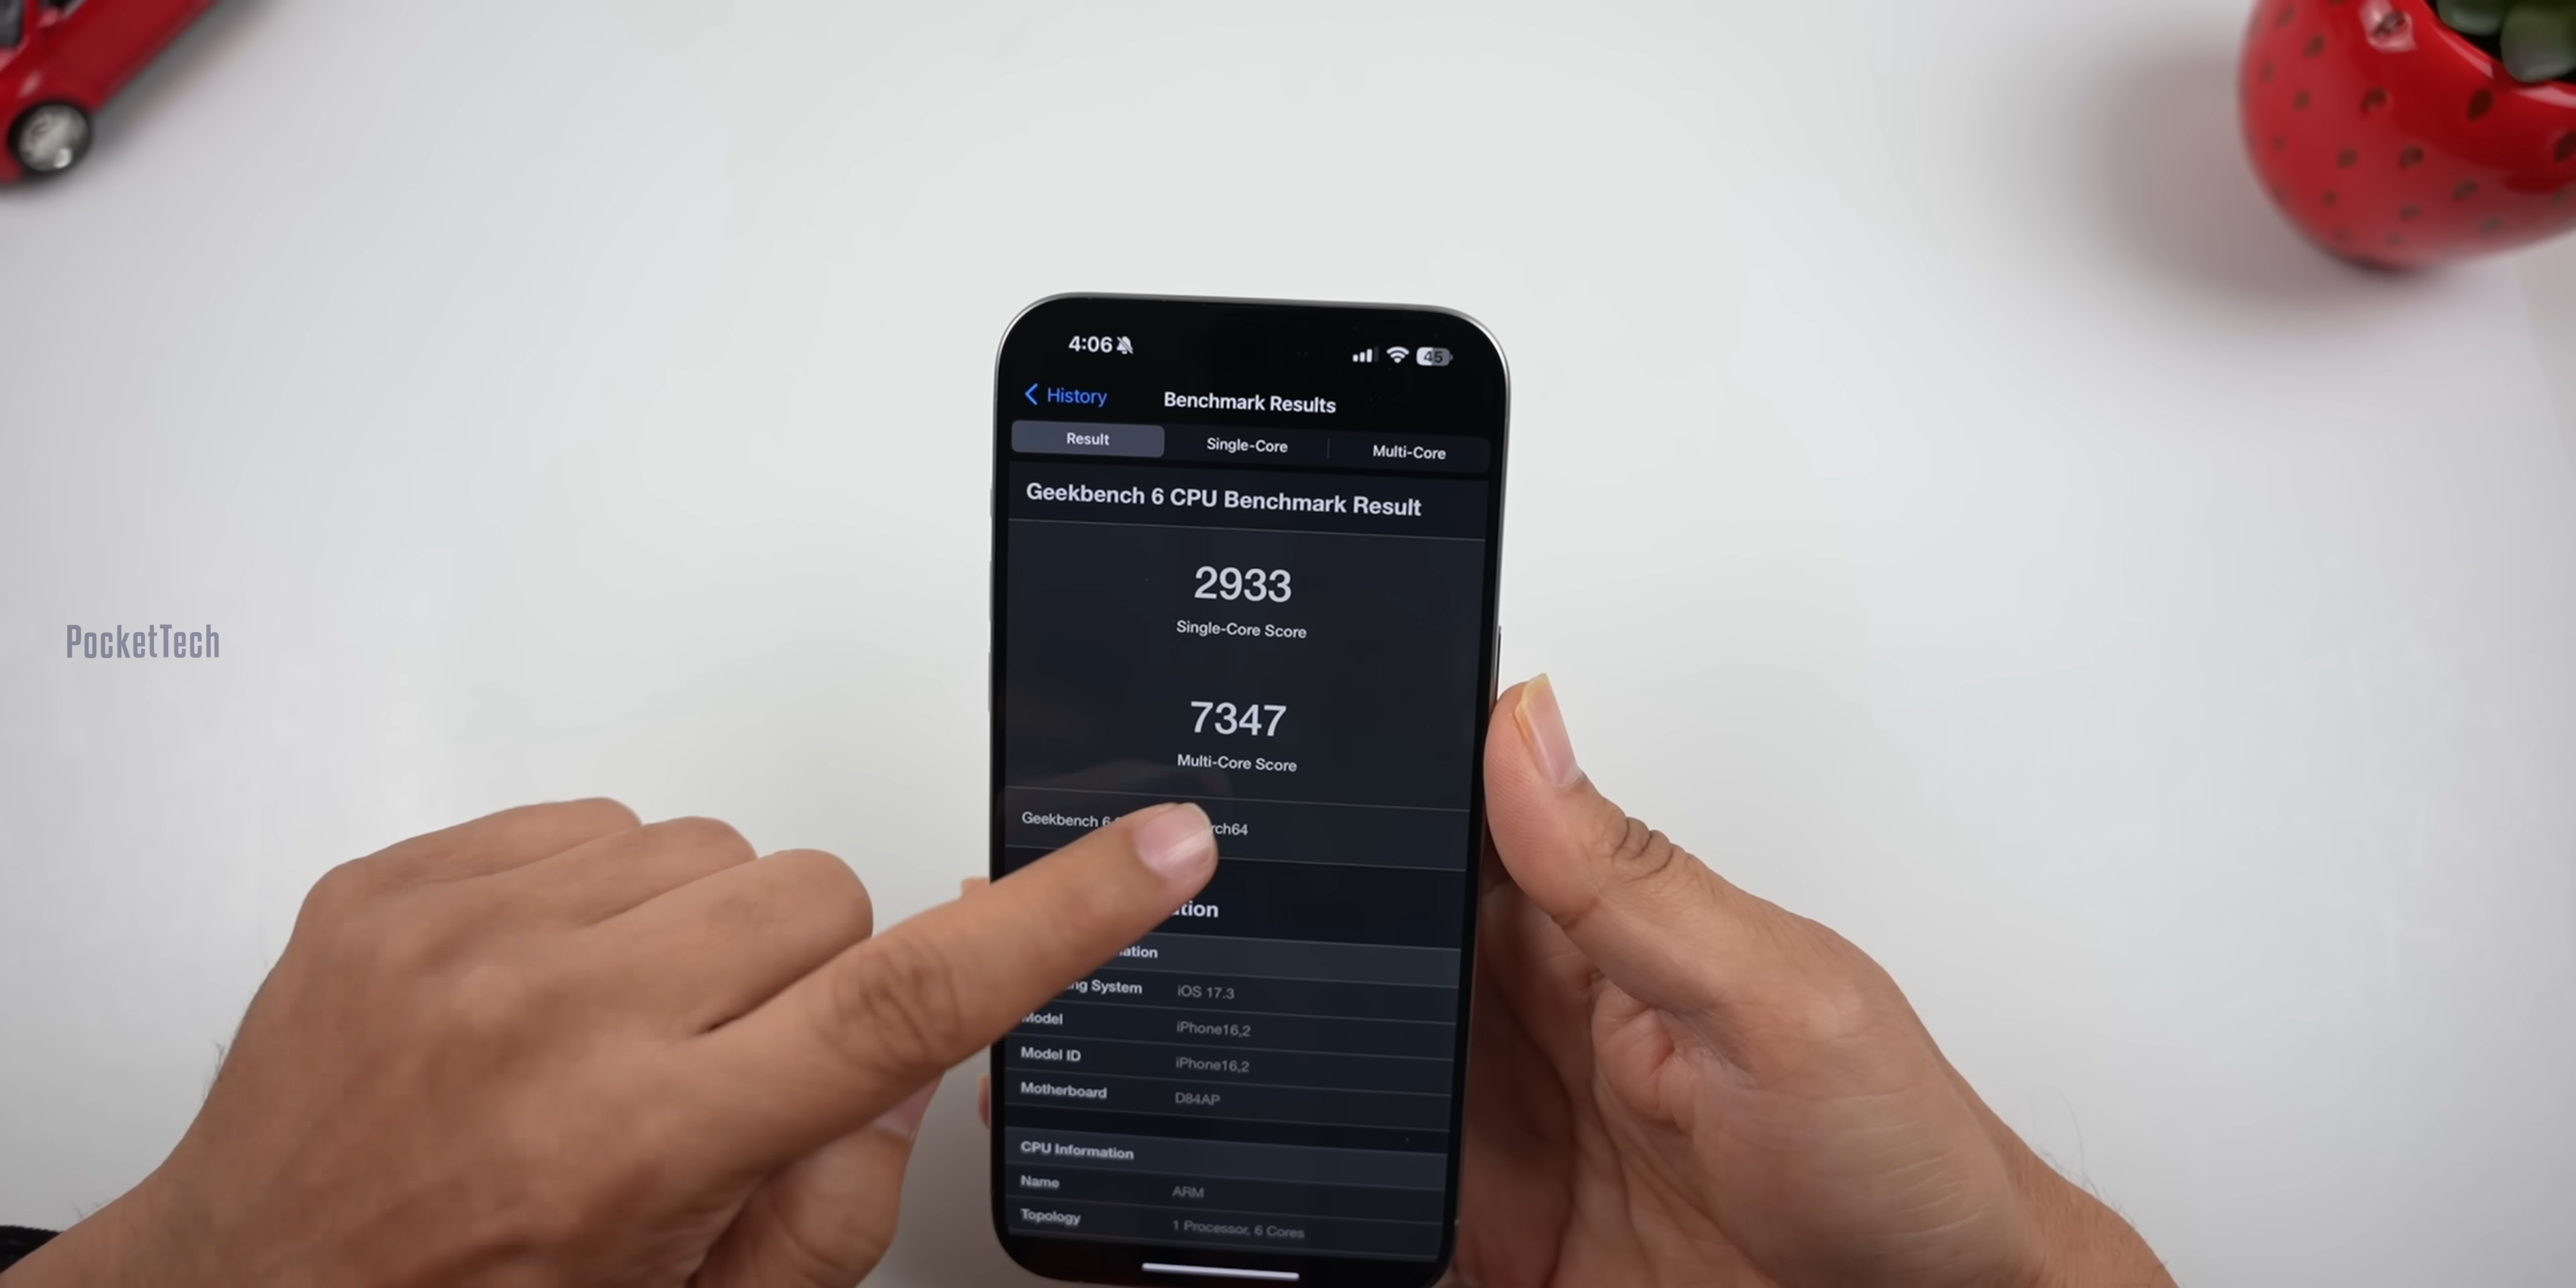 4:06
45
History
Benchmark Results
Result Single-Core Multi-Core
Geekbench 6 CPU Benchmark Result
2933
Single-Core Score
7347
Multi-Core Score
PocketTech
Geekbench 6 rch64
tion
ation
ng System iOS 17.3
Model iPhone16,2
Model ID iPhone16,2
Motherboard D84AP
CPU Information
Name ARM
Topology 1 Processor, 6 Cores